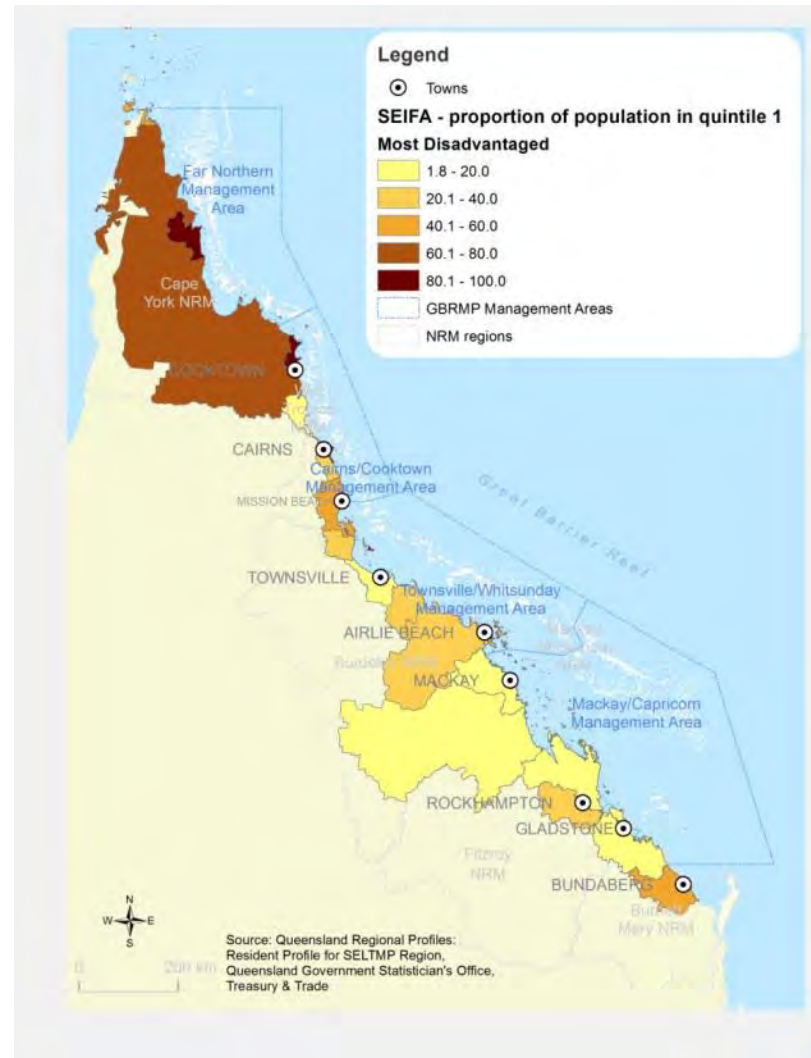 Legend
Towns
SEIFA - proportion of population in quintile 1
Most Disadvantaged
1.8 - 20.0
20.1 - 40.0
40.1 - 60.0
60.1 - 80.0
80.1 - 100.0
GBRMP Management Areas
NRM regions
Far Northern
Management
Area
Cape
York NRM
COOKTOWN
CAIRNS
Cairns/Cooktown
Management Area
MISSION BEACH
Great Barrier Reef
TOWNSVILLE
Townsville/Whitsunday
Management Area
AIRLIE BEACH
MACKAY
Mackay/Capricorn
Management Area
ROCKHAMPTON
GLADSTONE
Fitzroy
NRM
BUNDABERG
Burnett
Mary NRM
N
W E
S
Source: Queensland Regional Profiles:
Resident Profile for SELTMP Region,
Queensland Government Statistician's Office,
Treasury & Trade
0 200 km